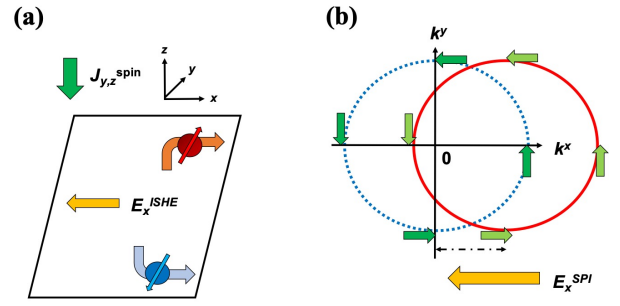 (a)
J_{y,z}^{spin}
z
y
x
E_x^{ISHE}
(b)
k^y
k^x
0
E_x^{SPI}